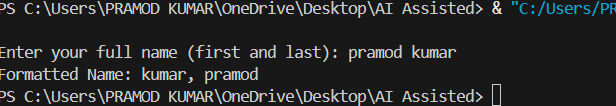 PS C:\Users\PRAMOD KUMAR\OneDrive\Desktop\AI Assisted> & "C:/Users/PR
Enter your full name (first and last): pramod kumar
Formatted Name: kumar, pramod
PS C:\Users\PRAMOD KUMAR\OneDrive\Desktop\AI Assisted>